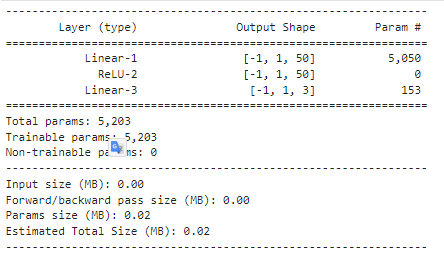 ----------------------------------------------------------------
Layer (type) Output Shape Param #
================================================================
Linear-1 [-1, 1, 50] 5,050
ReLU-2 [-1, 1, 50] 0
Linear-3 [-1, 1, 3] 153
================================================================
Total params: 5,203
Trainable params: 5,203
Non-trainable pa ms: 0
----------------------------------------------------------------
Input size (MB): 0.00
Forward/backward pass size (MB): 0.00
Params size (MB): 0.02
Estimated Total Size (MB): 0.02
----------------------------------------------------------------